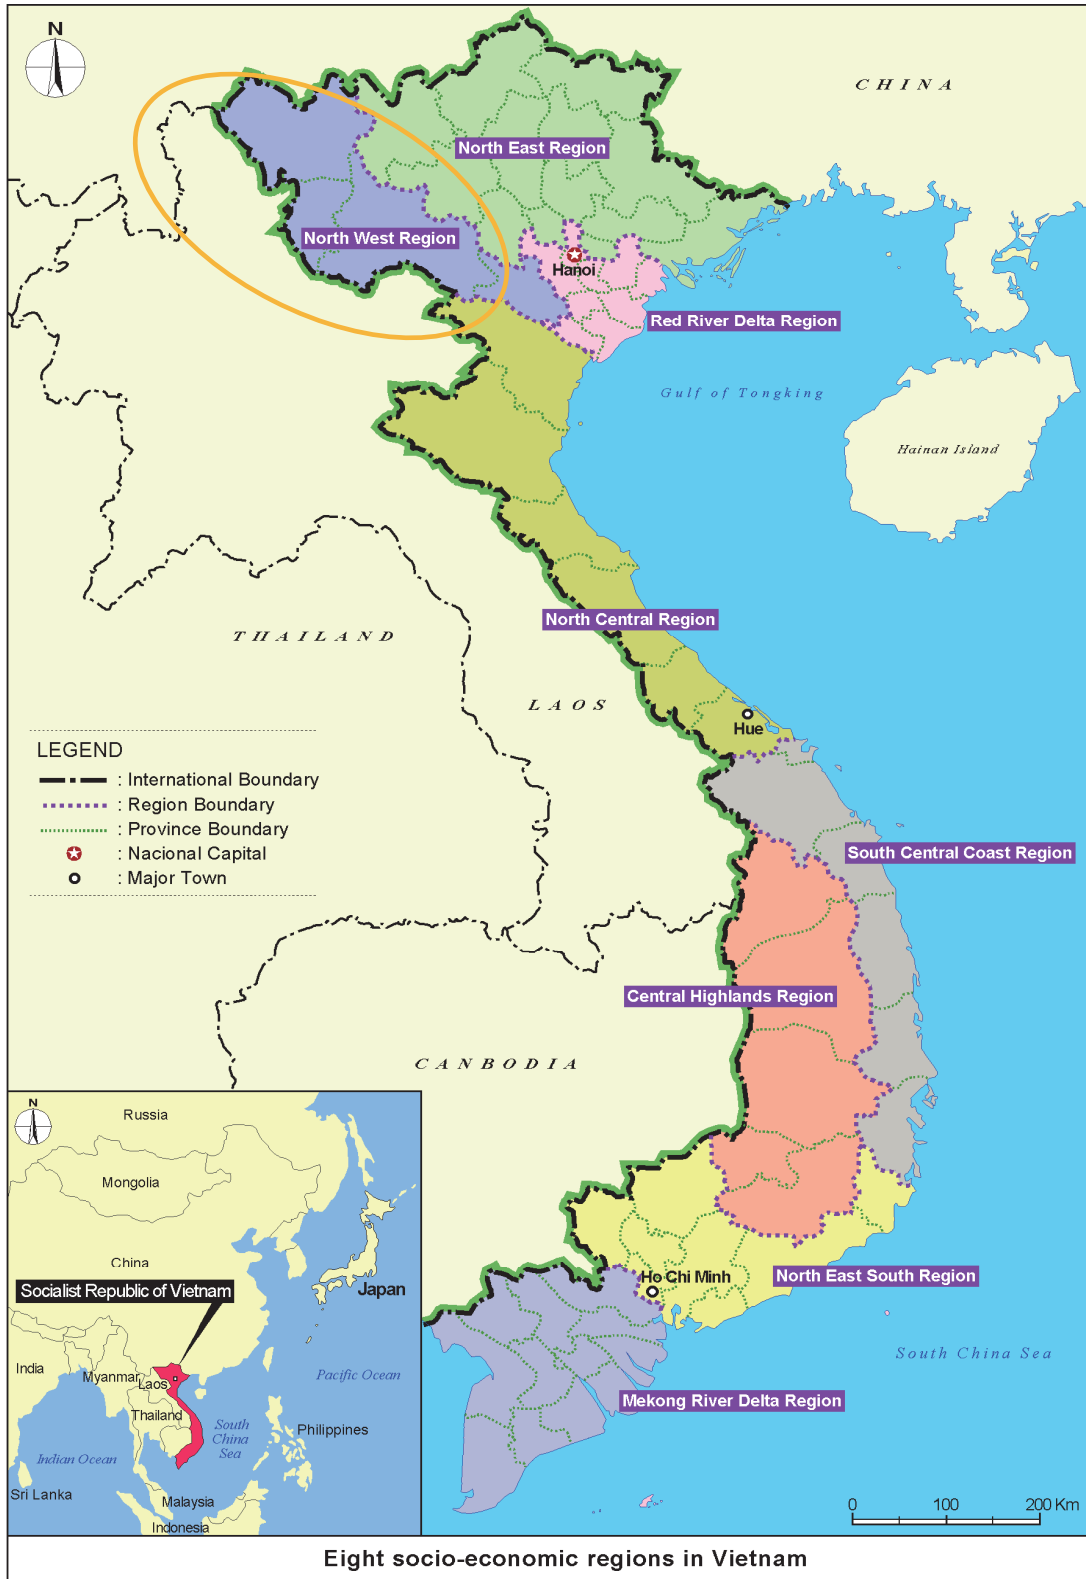 N
CHINA
North East Region
North West Region
Hanoi
Red River Delta Region
Gulf of Tongking
Hainan Island
North Central Region
THAILAND
LAOS
Hue
LEGEND
: International Boundary
: Region Boundary
: Province Boundary
: Nacional Capital
: Major Town
South Central Coast Region
Central Highlands Region
CANBODIA
Ho Chi Minh
North East South Region
South China Sea
Mekong River Delta Region
0 100 200 Km
N
Russia
Mongolia
China
Socialist Republic of Vietnam
Japan
India
Myanmar
Laos
Thailand
Pacific Ocean
South
China
Sea
Philippines
Indian Ocean
Sri Lanka
Malaysia
Indonesia
Eight socio-economic regions in Vietnam